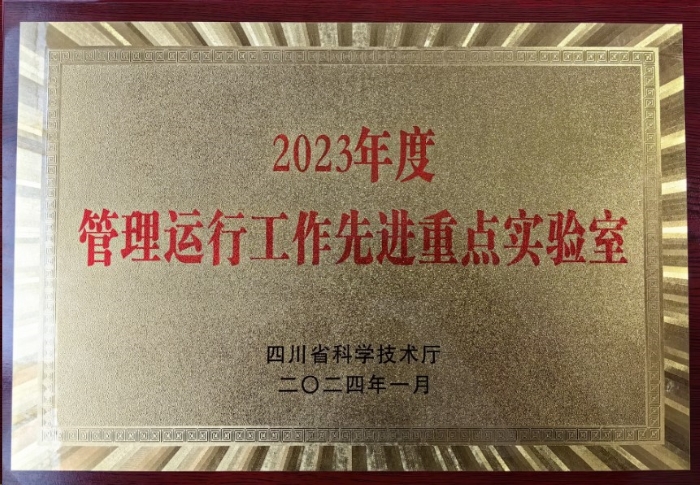 2023年度
管理运行工作先进重点实验室
四川省科学技术厅
二〇二四年一月